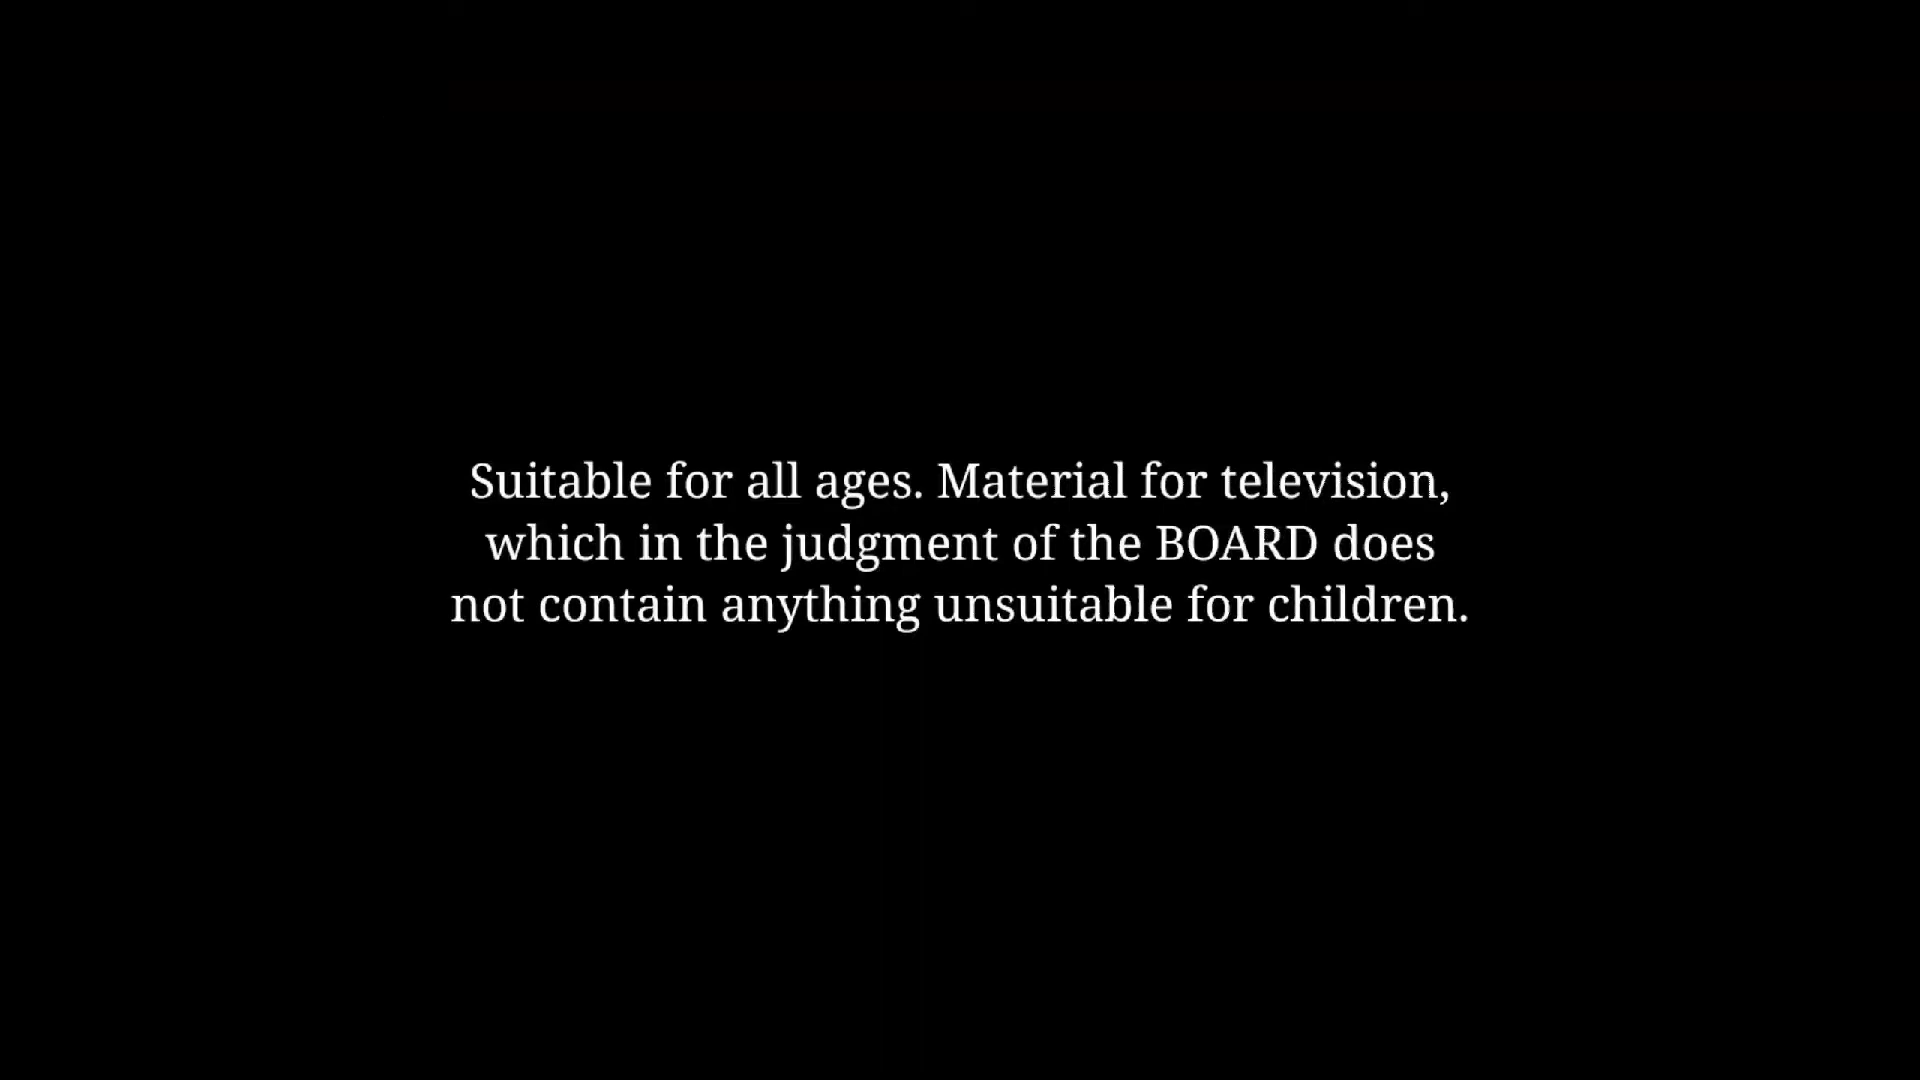 Suitable for all ages. Material for television,
which in the judgment of the BOARD does
not contain anything unsuitable for children.